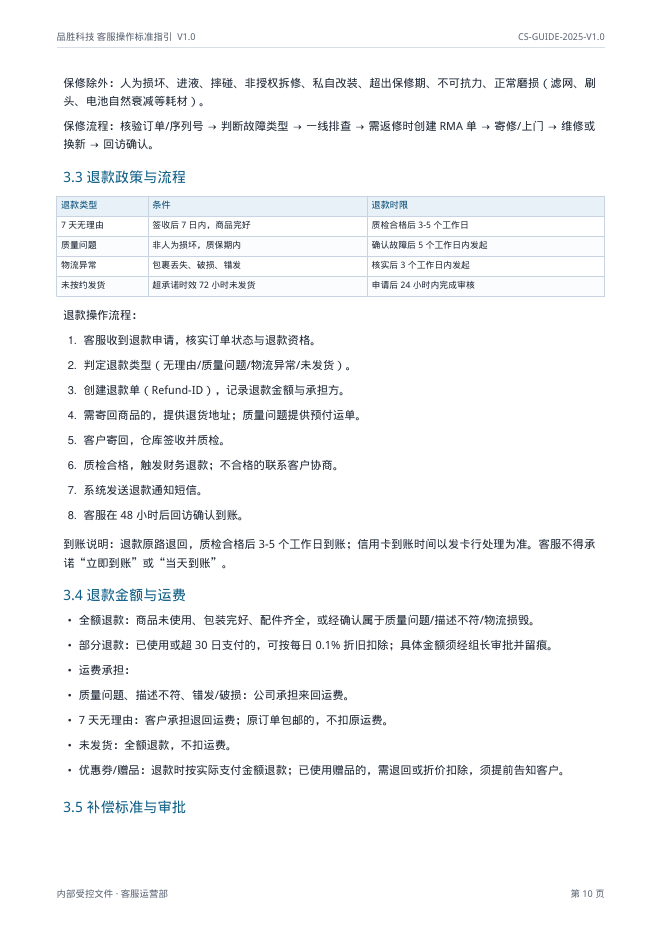 品胜科技 客服操作标准指引 V1.0
CS-GUIDE-2025-V1.0
保修除外：人为损坏、进液、摔碰、非授权拆修、私自改装、超出保修期、不可抗力、正常磨损（滤网、刷
头、电池自然衰减等耗材）。
保修流程：核验订单/序列号 → 判断故障类型 → 一线排查 → 需返修时创建 RMA 单 → 寄修/上门 → 维修或
换新 → 回访确认。
3.3 退款政策与流程
退款类型 条件 退款时限
7 天无理由 签收后 7 日内，商品完好 质检合格后 3-5 个工作日
质量问题 非人为损坏，质保期内 确认故障后 5 个工作日内发起
物流异常 包裹丢失、破损、错发 核实后 3 个工作日内发起
未按约发货 超承诺时效 72 小时未发货 申请后 24 小时内完成审核
退款操作流程：
1. 客服收到退款申请，核实订单状态与退款资格。
2. 判定退款类型（无理由/质量问题/物流异常/未发货）。
3. 创建退款单（Refund-ID），记录退款金额与承担方。
4. 需寄回商品的，提供退货地址；质量问题提供预付运单。
5. 客户寄回，仓库签收并质检。
6. 质检合格，触发财务退款；不合格的联系客户协商。
7. 系统发送退款通知短信。
8. 客服在 48 小时后回访确认到账。
到账说明：退款原路退回，质检合格后 3-5 个工作日到账；信用卡到账时间以发卡行处理为准。客服不得承
诺“立即到账”或“当天到账”。
3.4 退款金额与运费
• 全额退款：商品未使用、包装完好、配件齐全，或经确认属于质量问题/描述不符/物流损毁。
• 部分退款：已使用或超 30 日支付的，可按每日 0.1% 折旧扣除；具体金额须经组长审批并留痕。
• 运费承担：
• 质量问题、描述不符、错发/破损：公司承担来回运费。
• 7 天无理由：客户承担退回运费；原订单包邮的，不扣原运费。
• 未发货：全额退款，不扣运费。
• 优惠券/赠品：退款时按实际支付金额退款；已使用赠品的，需退回或折价扣除，须提前告知客户。
3.5 补偿标准与审批
内部受控文件 · 客服运营部
第 10 页